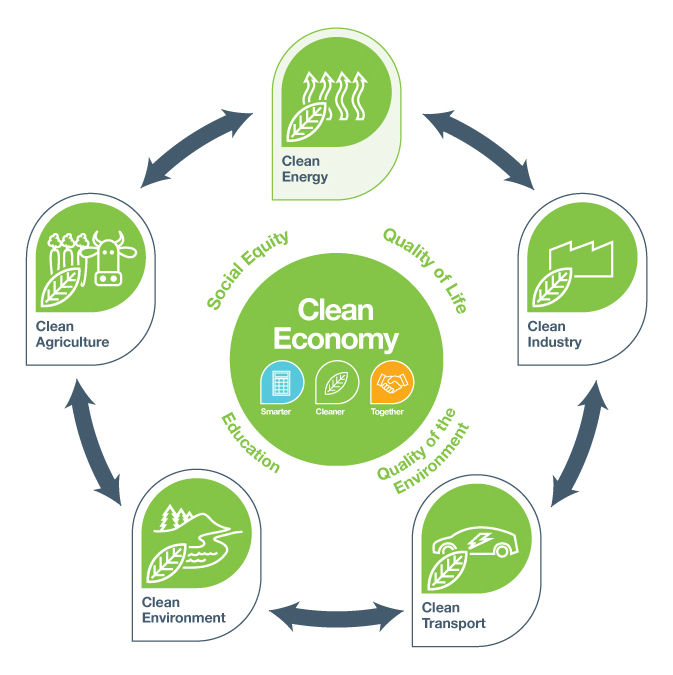 Clean
Energy
Clean
Agriculture
Clean
Industry
Social Equity
Quality of Life
Clean
Economy
Smarter
Cleaner
Together
Education
Quality of the
Environment
Clean
Environment
Clean
Transport